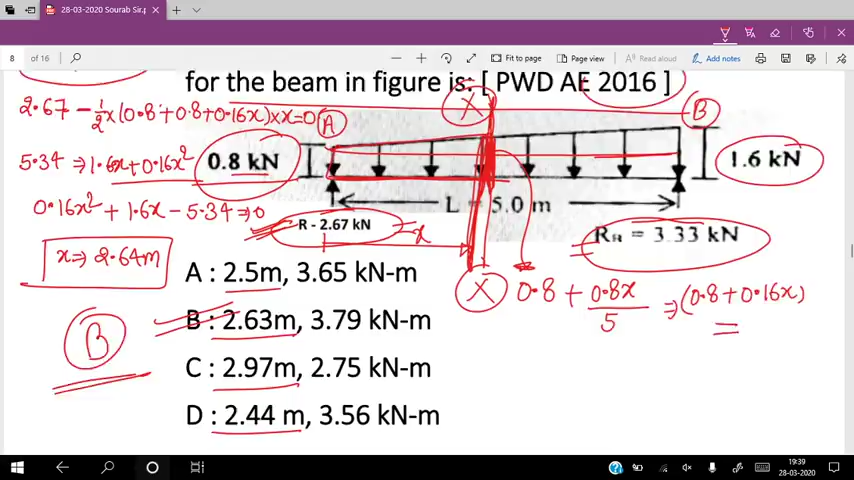 28-03-2020 Sourab Sir.p
8 of 16
Fit to page
Page view
Read aloud
Add notes
for the beam in figure is: [ PWD AE 2016 ]
2.67 - 1/2 x (0.8 + 0.8 + 0.16x) x x = 0
5.34 ⇒ 1.6x + 0.16x²
0.16x² + 1.6x - 5.34 ⇒ 0
x ⇒ 2.64m
B
X
A
B
0.8 kN
1.6 kN
L = 5.0 m
R - 2.67 kN
x
= R_B = 3.33 kN
X
0.8 + 0.8x/5 ⇒ (0.8 + 0.16x)
A : 2.5m, 3.65 kN-m
B : 2.63m, 3.79 kN-m
C : 2.97m, 2.75 kN-m
D : 2.44 m, 3.56 kN-m
19:39
28-03-2020